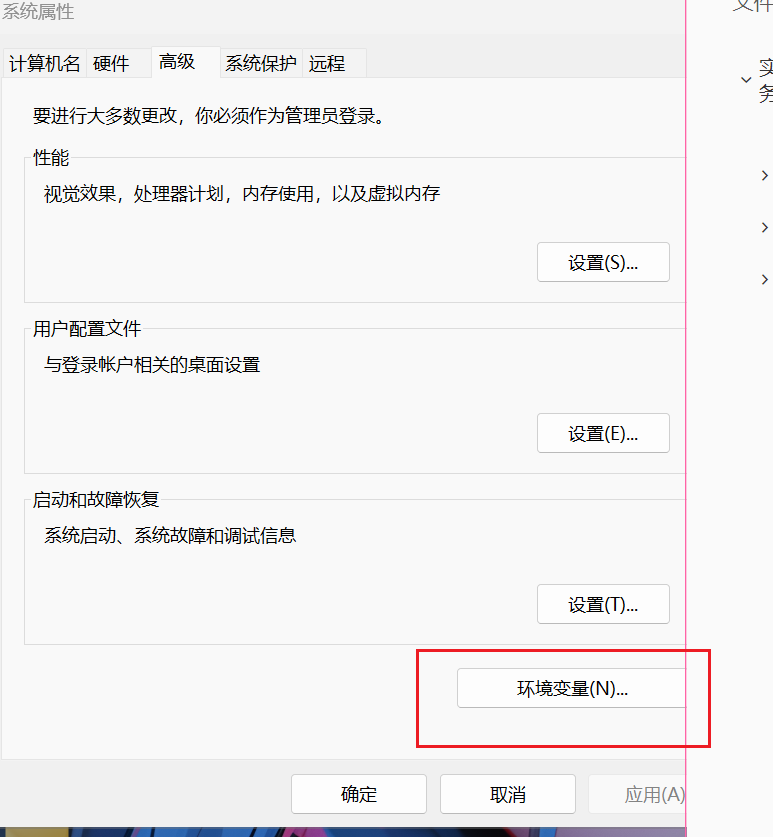 系统属性
计算机名 硬件 高级 系统保护 远程
要进行大多数更改，你必须作为管理员登录。
性能
视觉效果，处理器计划，内存使用，以及虚拟内存
设置(S)...
用户配置文件
与登录帐户相关的桌面设置
设置(E)...
启动和故障恢复
系统启动、系统故障和调试信息
设置(T)...
环境变量(N)...
确定 取消 应用(A)
文件
实
务